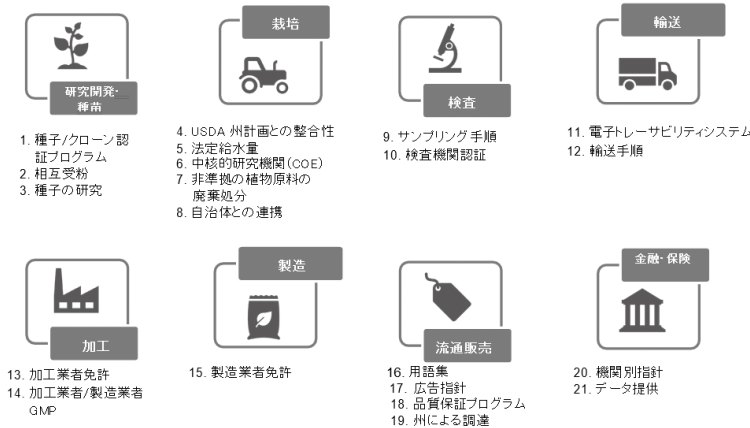 研究開発・
種苗
1. 種子/クローン認
証プログラム
2. 相互受粉
3. 種子の研究
栽培
4. USDA 州計画との整合性
5. 法定給水量
6. 中核的研究機関（COE）
7. 非準拠の植物原料の
廃棄処分
8. 自治体との連携
検査
9. サンプリング手順
10. 検査機関認証
輸送
11. 電子トレーサビリティシステム
12. 輸送手順
加工
13. 加工業者免許
14. 加工業者/製造業者
GMP
製造
15. 製造業者免許
流通販売
16. 用語集
17. 広告指針
18. 品質保証プログラム
19. 州による調達
金融・保険
20. 機関別指針
21. データ提供